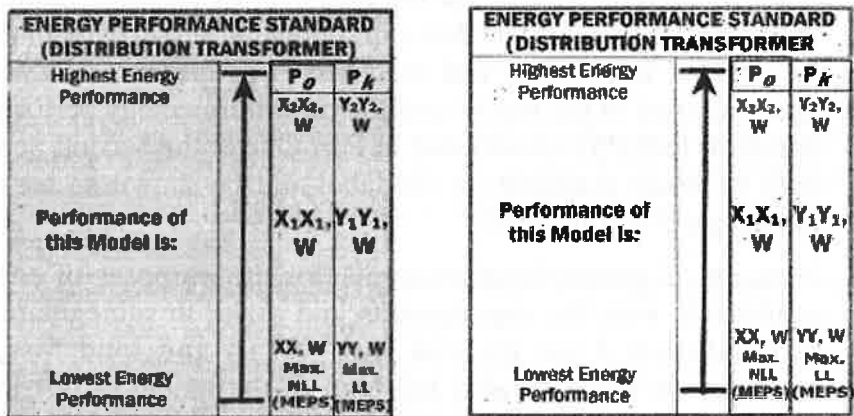 ENERGY PERFORMANCE STANDARD
(DISTRIBUTION TRANSFORMER)
Highest Energy
Performance
Pₒ Pₖ
X₂X₂, Y₂Y₂,
W W
Performance of
this Model is:
X₁X₁, Y₁Y₁,
W W
XX, W YY, W
Max. Max.
NLL LL
(MEPS) (MEPS)
Lowest Energy
Performance
ENERGY PERFORMANCE STANDARD
(DISTRIBUTION TRANSFORMER
Highest Energy
Performance
Pₒ Pₖ
X₂X₂, Y₂Y₂,
W W
Performance of
this Model is:
X₁X₁, Y₁Y₁,
W W
XX, W YY, W
Max. Max.
NLL LL
(MEPS) (MEPS)
Lowest Energy
Performance